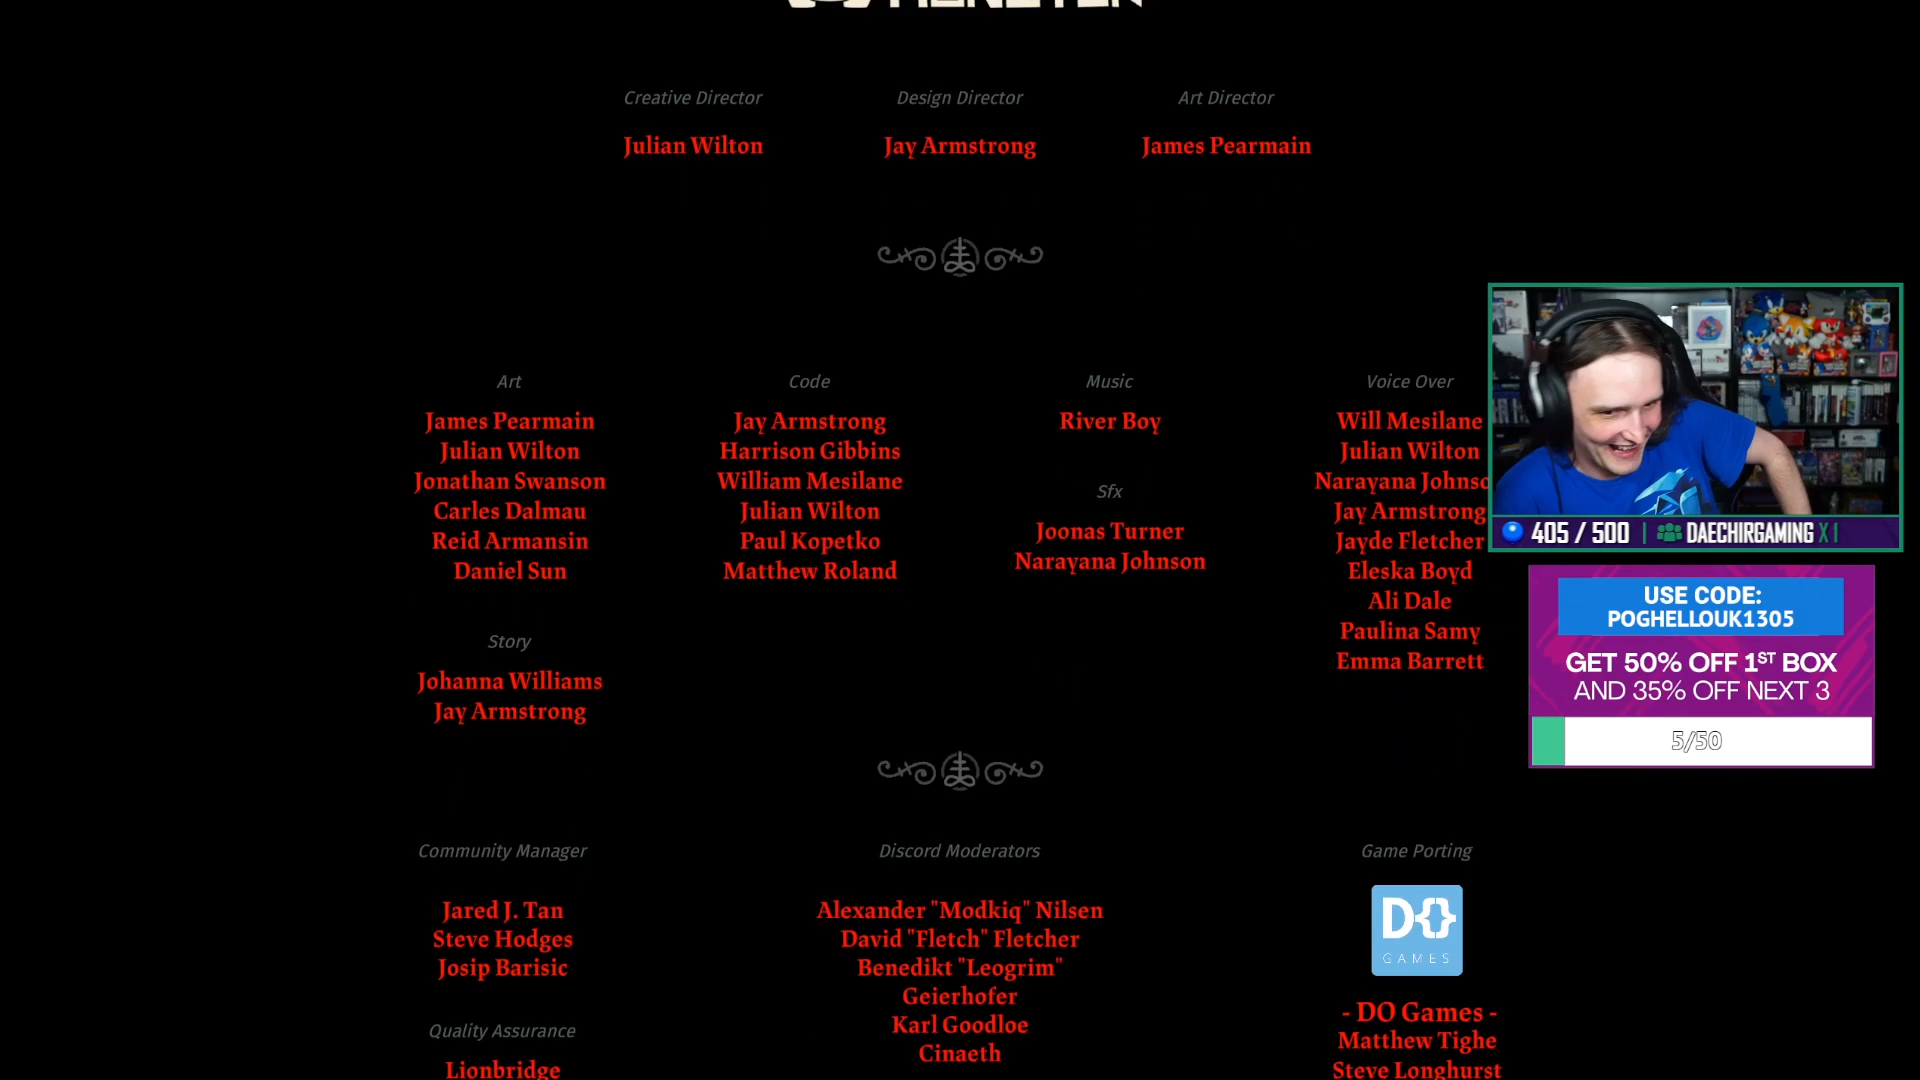 Creative Director
Design Director
Art Director
Julian Wilton
Jay Armstrong
James Pearmain
Art
James Pearmain
Julian Wilton
Jonathan Swanson
Carles Dalmau
Reid Armansin
Daniel Sun
Story
Johanna Williams
Jay Armstrong
Code
Jay Armstrong
Harrison Gibbins
William Mesilane
Julian Wilton
Paul Kopetko
Matthew Roland
Music
River Boy
Sfx
Joonas Turner
Narayana Johnson
Voice Over
Will Mesilane
Julian Wilton
Narayana Johnso
Jay Armstrong
Jayde Fletcher
Eleska Boyd
Ali Dale
Paulina Samy
Emma Barrett
405 / 500 | DAECHIRGAMING X1
USE CODE:
POGHELLOUK1305
GET 50% OFF 1ST BOX
AND 35% OFF NEXT 3
5/50
Community Manager
Jared J. Tan
Steve Hodges
Josip Barisic
Quality Assurance
Lionbridge
Discord Moderators
Alexander "Modkiq" Nilsen
David "Fletch" Fletcher
Benedikt "Leogrim"
Geierhofer
Karl Goodloe
Cinaeth
Game Porting
DO
GAMES
- DO Games -
Matthew Tighe
Steve Longhurst